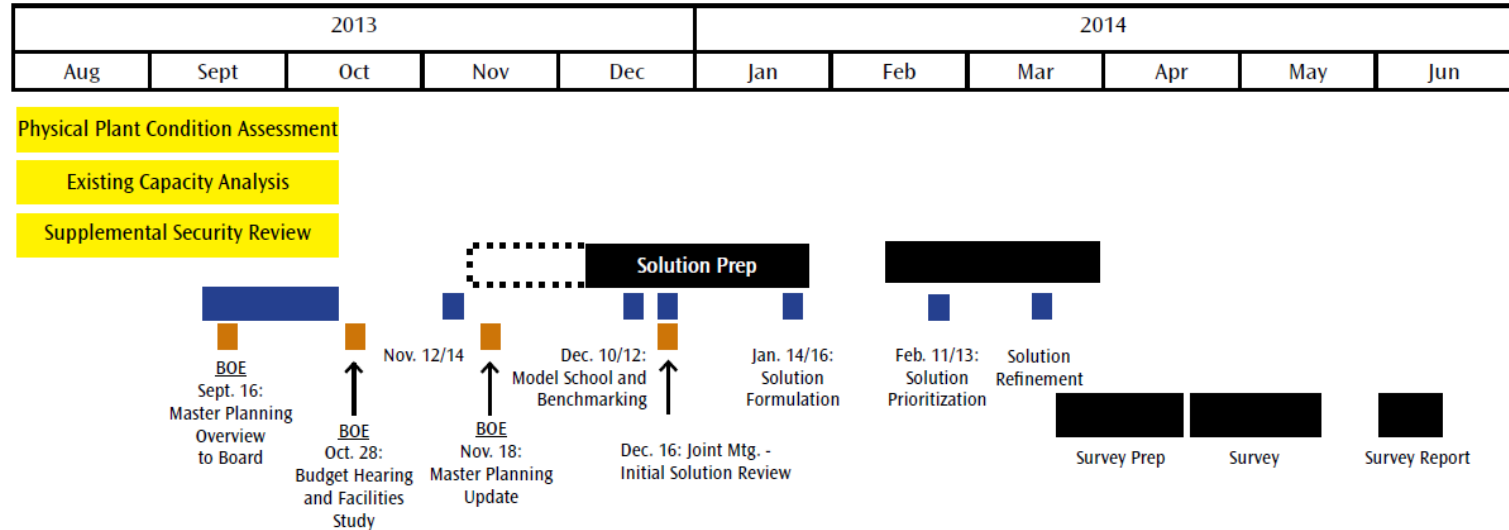 2013
2014
Aug
Sept
Oct
Nov
Dec
Jan
Feb
Mar
Apr
May
Jun
Physical Plant Condition Assessment
Existing Capacity Analysis
Supplemental Security Review
Solution Prep
BOE
Sept. 16:
Master Planning
Overview
to Board
BOE
Oct. 28:
Budget Hearing
and Facilities
Study
Nov. 12/14
BOE
Nov. 18:
Master Planning
Update
Dec. 10/12:
Model School and
Benchmarking
Dec. 16: Joint Mtg. -
Initial Solution Review
Jan. 14/16:
Solution
Formulation
Feb. 11/13:
Solution
Prioritization
Solution
Refinement
Survey Prep
Survey
Survey Report